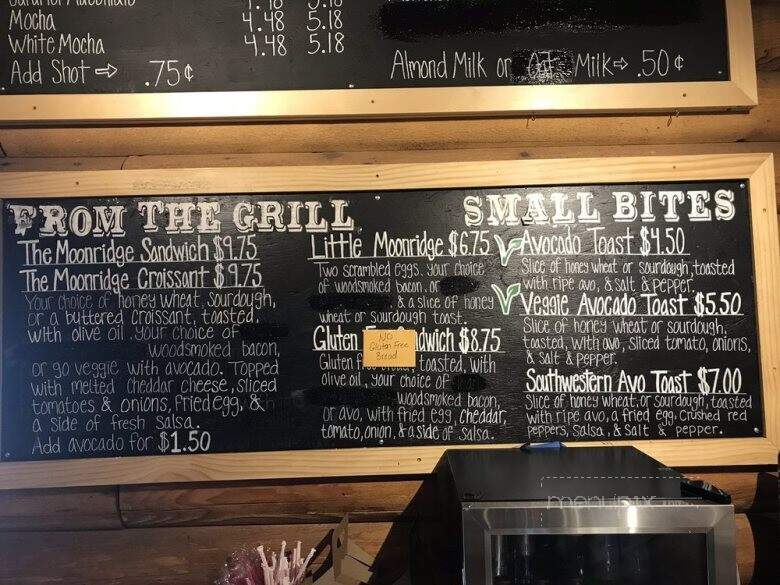 Mocha 4.48 5.18
White Mocha 4.48 5.18
Add Shot⇨ .75¢
Almond Milk or Oat Milk⇨ .50¢
FROM THE GRILL
The Moonridge Sandwich $9.75
The Moonridge Croissant $9.75
Your choice of honey wheat, sourdough,
or a buttered croissant, toasted,
with olive oil, your choice of
woodsmoked bacon,
or go veggie with avocado. Topped
with melted cheddar cheese, sliced
tomatoes & onions, fried egg, &
a side of fresh salsa.
Add avocado for $1.50
Little Moonridge $6.75
Two scrambled eggs, your choice
of woodsmoked bacon, or
& a slice of honey
wheat or sourdough toast.
Gluten dwich $8.75
NO
Gluten Free
Bread
Gluten f toasted, with
olive oil, your choice of
woodsmoked bacon,
or avo, with fried egg, cheddar,
tomato, onion, & a side of salsa.
SMALL BITES
Avocado Toast $4.50
Slice of honey wheat or sourdough, toasted
with ripe avo, & salt & pepper.
Veggie Avocado Toast $5.50
Slice of honey wheat or sourdough,
toasted, with avo, sliced tomato, onions,
& salt & pepper.
Southwestern Avo Toast $7.00
Slice of honey wheat, or sourdough, toasted
with ripe avo, a fried egg, crushed red
peppers, salsa, & salt & pepper.
menupix